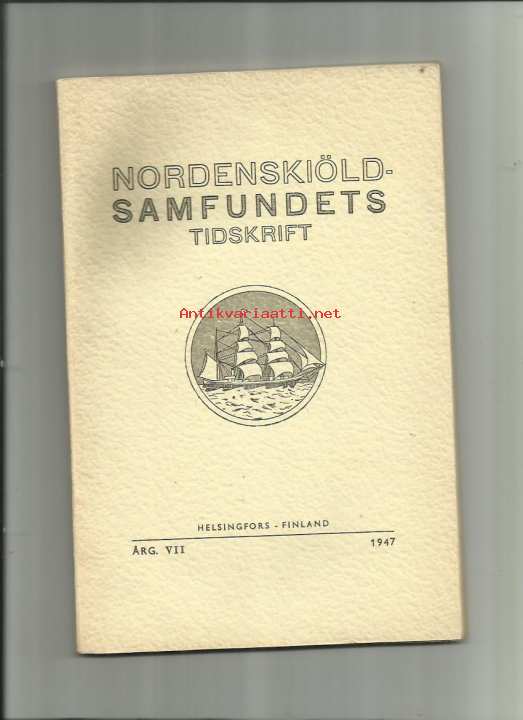 NORDENSKIÖLD-
SAMFUNDETS
TIDSKRIFT
Antikvariaatti.net
HELSINGFORS - FINLAND
ÅRG. VII 1947